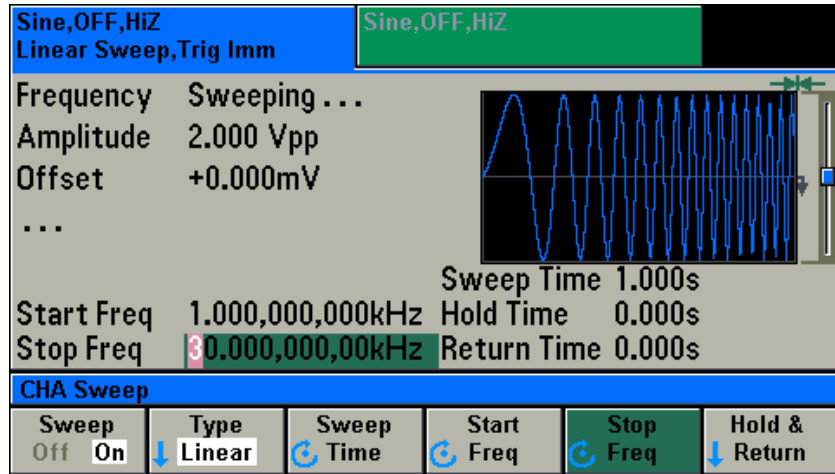 Sine,OFF,HiZ
Linear Sweep,Trig Imm
Sine,OFF,HiZ
Frequency Sweeping...
Amplitude 2.000 Vpp
Offset +0.000mV
...
Sweep Time 1.000s
Start Freq 1.000,000,000kHz Hold Time 0.000s
Stop Freq 30.000,000,00kHz Return Time 0.000s
CHA Sweep
Sweep Off On
Type Linear
Sweep Time
Start Freq
Stop Freq
Hold & Return